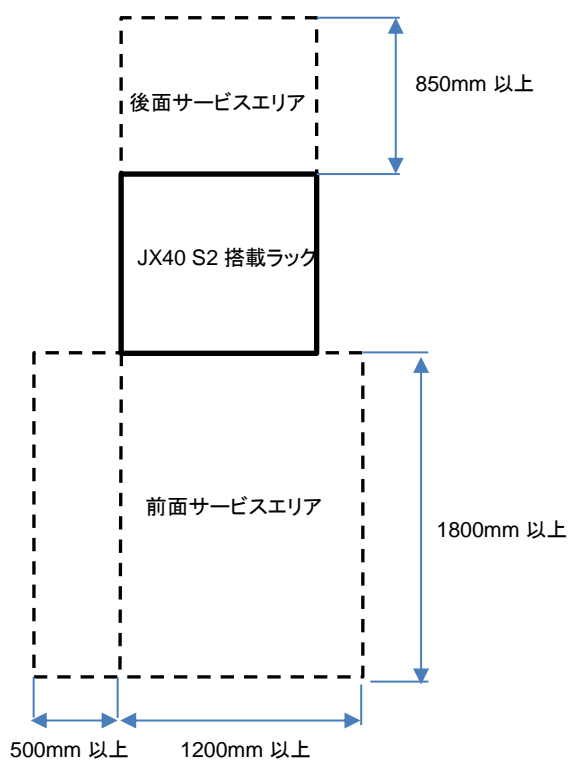 850mm 以上
後面サービスエリア
JX40 S2 搭載ラック
前面サービスエリア
1800mm 以上
500mm 以上
1200mm 以上